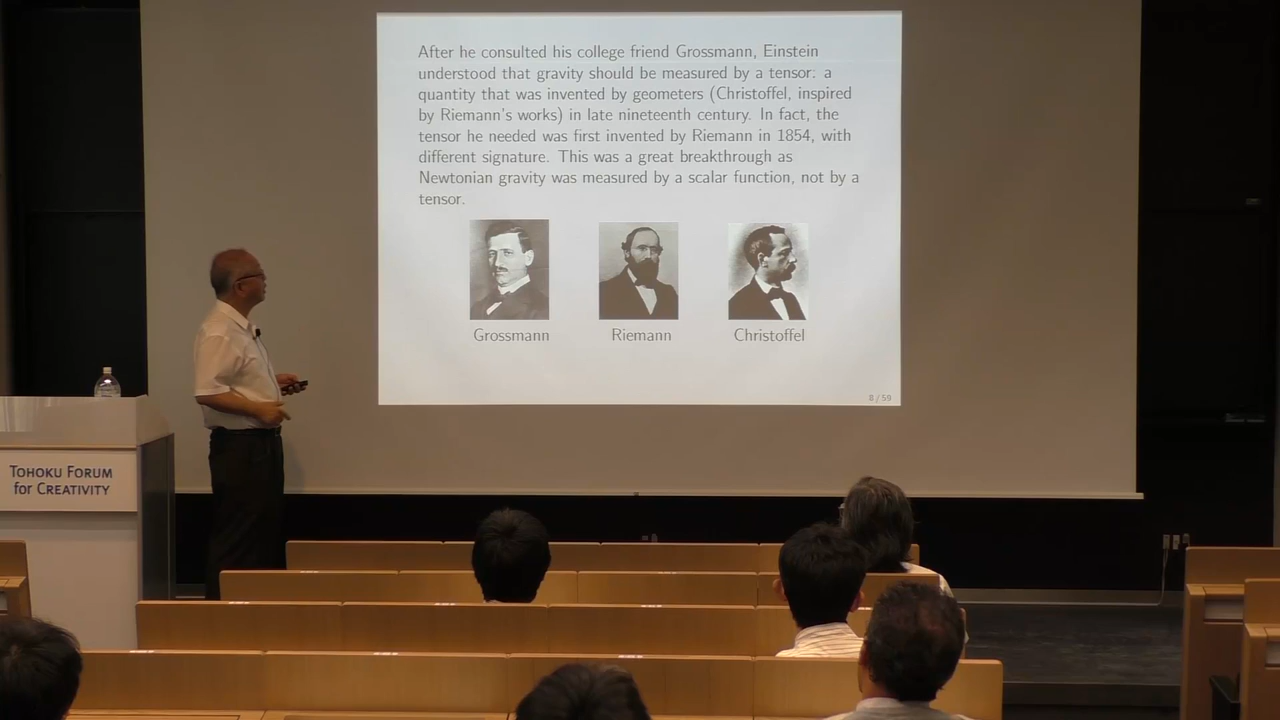 After he consulted his college friend Grossmann, Einstein
understood that gravity should be measured by a tensor: a
quantity that was invented by geometers (Christoffel, inspired
by Riemann's works) in late nineteenth century. In fact, the
tensor he needed was first invented by Riemann in 1854, with
different signature. This was a great breakthrough as
Newtonian gravity was measured by a scalar function, not by a
tensor.
Grossmann
Riemann
Christoffel
8 / 59
TOHOKU FORUM
for CREATIVITY